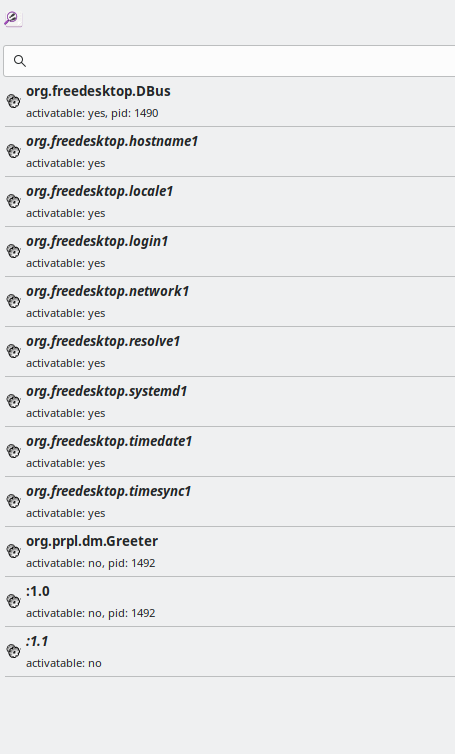 org.freedesktop.DBus
activatable: yes, pid: 1490
org.freedesktop.hostname1
activatable: yes
org.freedesktop.locale1
activatable: yes
org.freedesktop.login1
activatable: yes
org.freedesktop.network1
activatable: yes
org.freedesktop.resolve1
activatable: yes
org.freedesktop.systemd1
activatable: yes
org.freedesktop.timedate1
activatable: yes
org.freedesktop.timesync1
activatable: yes
org.prpl.dm.Greeter
activatable: no, pid: 1492
:1.0
activatable: no, pid: 1492
:1.1
activatable: no